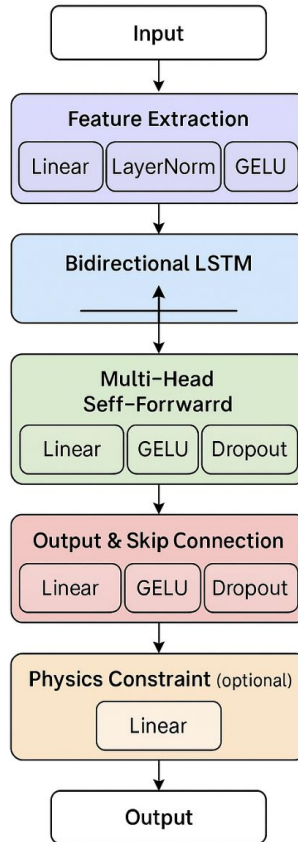 Input
Feature Extraction
Linear LayerNorm GELU
Bidirectional LSTM
Multi-Head
Seff-Forrwarrd
Linear GELU Dropout
Output & Skip Connection
Linear GELU Dropout
Physics Constraint (optional)
Linear
Output